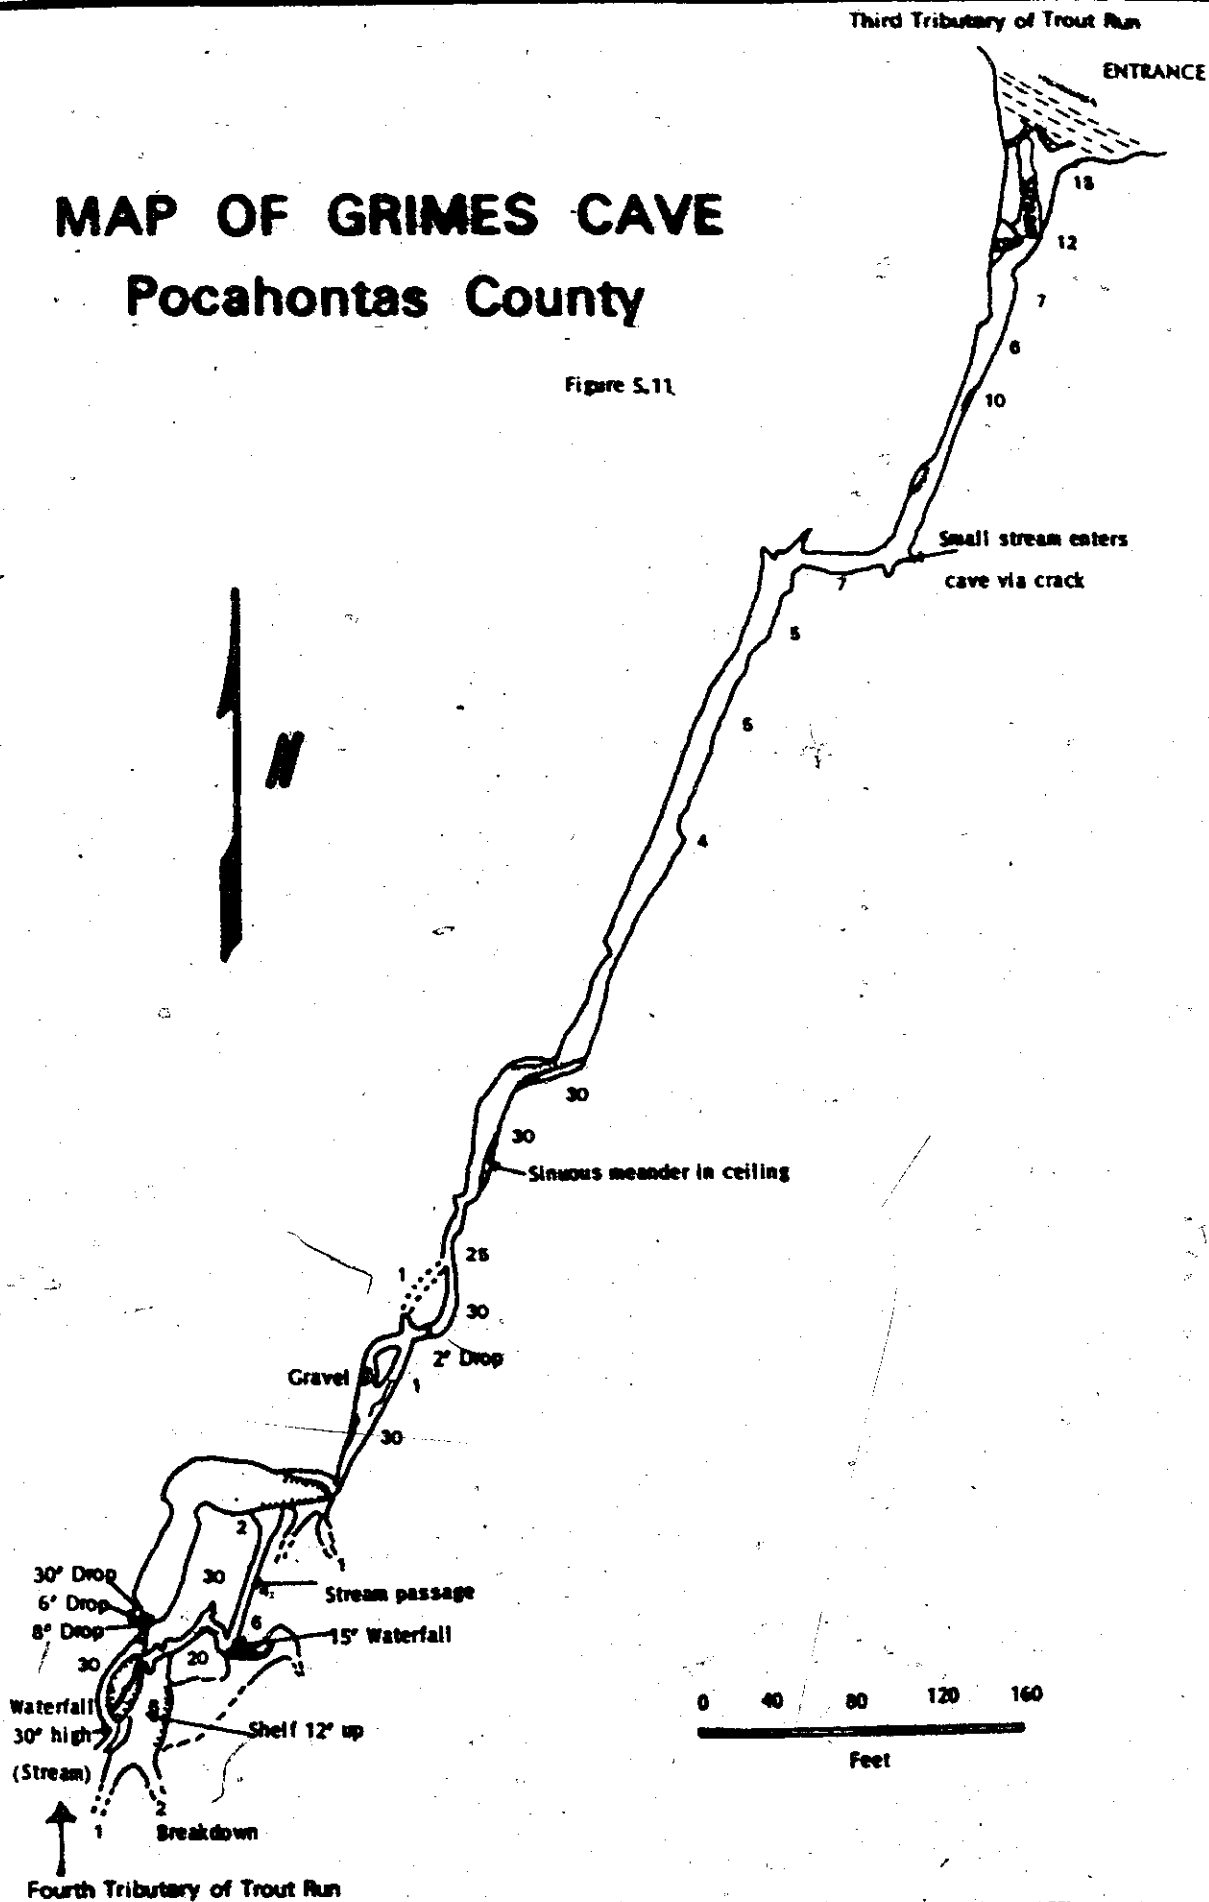 Third Tributary of Trout Run
ENTRANCE
MAP OF GRIMES CAVE
Pocahontas County
Figure S.11
18
12
7
6
10
Small stream enters
cave via crack
7
5
N
4
30
30
Sinuous meander in ceiling
25
1
30
2' Drop
Gravel
1
30
2
1
30' Drop
30
Stream passage
6' Drop
6
8' Drop
15' Waterfall
30
20
Waterfall
30' high
8
Shelf 12' up
(Stream)
0 40 80 120 160
Feet
1
2
Breakdown
Fourth Tributary of Trout Run